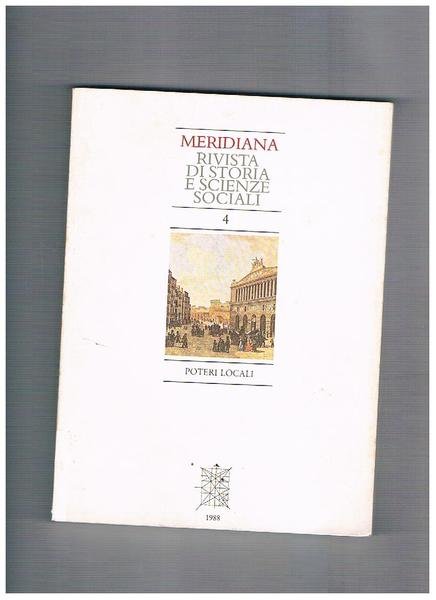 MERIDIANA
RIVISTA
DI STORIA
E SCIENZE
SOCIALI
4
POTERI LOCALI
1988